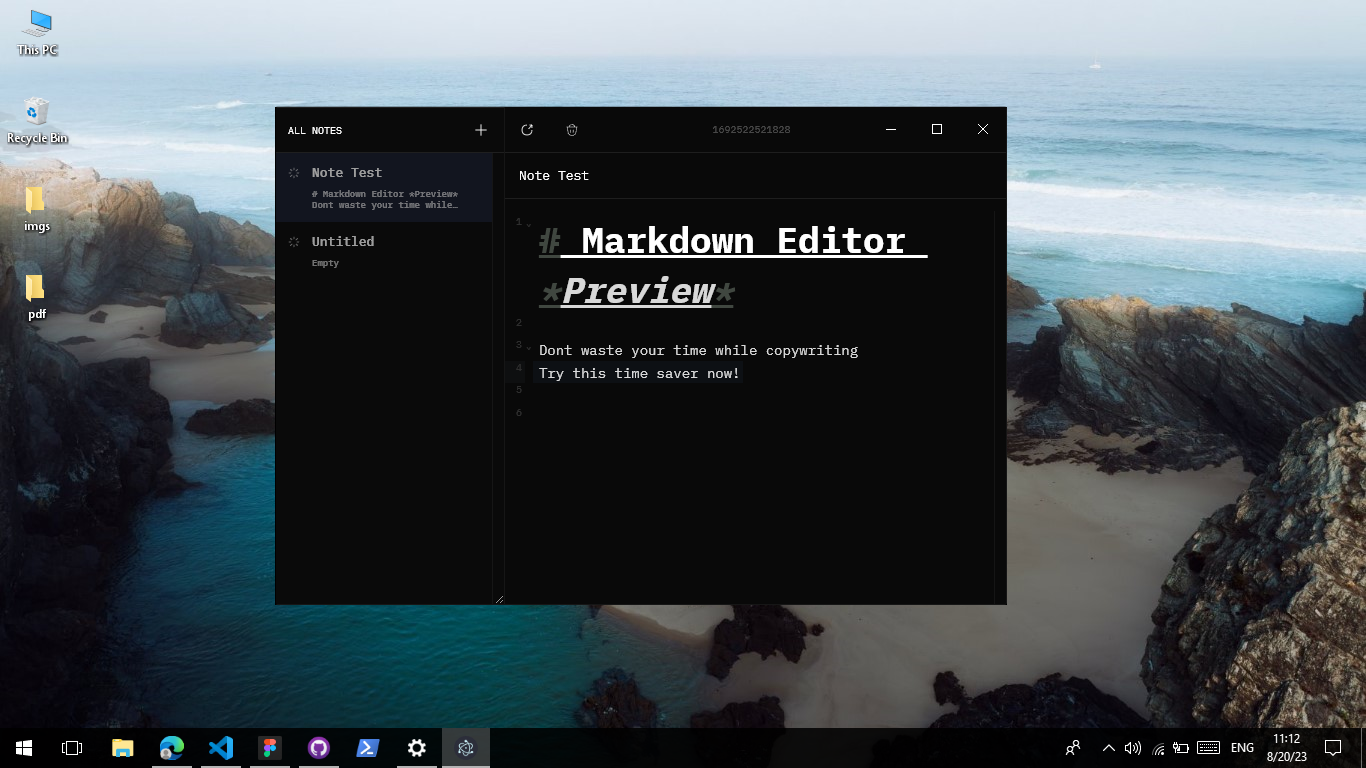 This PC
Recycle Bin
imgs
pdf
ALL NOTES
1692522521828
Note Test
# Markdown Editor *Preview*
Dont waste your time while…
Untitled
Empty
Note Test
1
# Markdown Editor
*Preview*
2
3
Dont waste your time while copywriting
4
Try this time saver now!
5
6
ENG
11:12
8/20/23